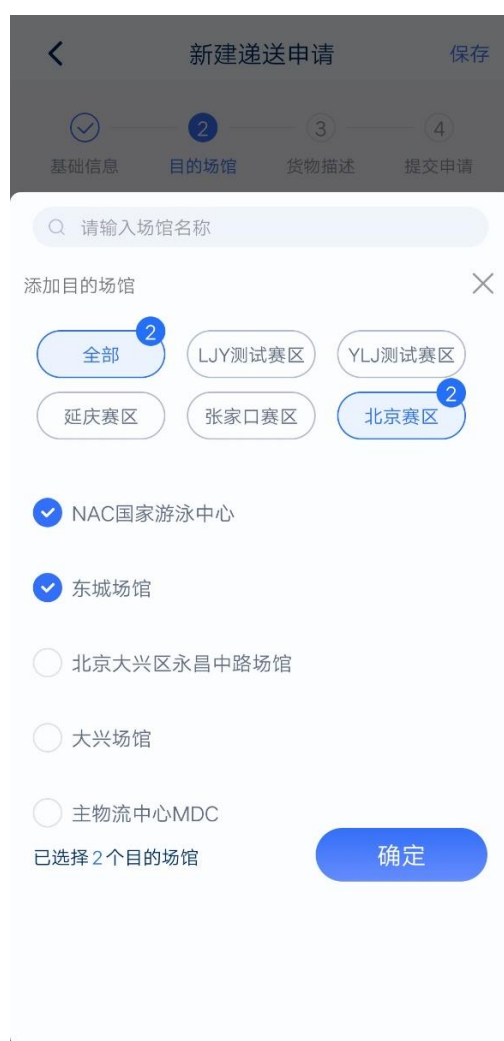 新建递送申请 保存
2 3 4
基础信息 目的场馆 货物描述 提交申请
请输入场馆名称
添加目的场馆
全部 2 LJY测试赛区 YLJ测试赛区
延庆赛区 张家口赛区 北京赛区 2
NAC国家游泳中心
东城场馆
北京大兴区永昌中路场馆
大兴场馆
主物流中心MDC
已选择2个目的场馆 确定